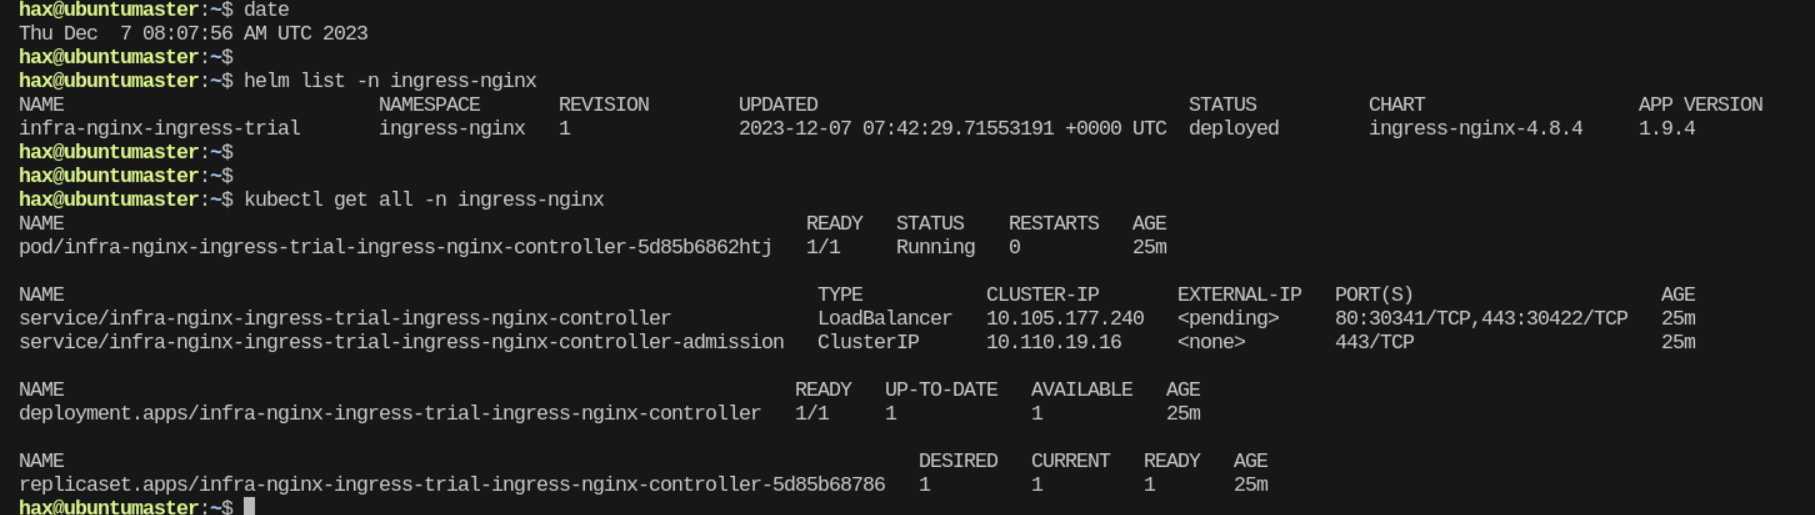 hax@ubuntumaster:~$ date
Thu Dec  7 08:07:56 AM UTC 2023
hax@ubuntumaster:~$
hax@ubuntumaster:~$ helm list -n ingress-nginx
NAME                            NAMESPACE       REVISION        UPDATED                                 STATUS          CHART                   APP VERSION
infra-nginx-ingress-trial       ingress-nginx   1               2023-12-07 07:42:29.71553191 +0000 UTC  deployed        ingress-nginx-4.8.4     1.9.4
hax@ubuntumaster:~$
hax@ubuntumaster:~$
hax@ubuntumaster:~$ kubectl get all -n ingress-nginx
NAME                                                                  READY   STATUS    RESTARTS   AGE
pod/infra-nginx-ingress-trial-ingress-nginx-controller-5d85b6862htj   1/1     Running   0          25m

NAME                                                                   TYPE           CLUSTER-IP       EXTERNAL-IP   PORT(S)                      AGE
service/infra-nginx-ingress-trial-ingress-nginx-controller             LoadBalancer   10.105.177.240   <pending>     80:30341/TCP,443:30422/TCP   25m
service/infra-nginx-ingress-trial-ingress-nginx-controller-admission   ClusterIP      10.110.19.16     <none>        443/TCP                      25m

NAME                                                                 READY   UP-TO-DATE   AVAILABLE   AGE
deployment.apps/infra-nginx-ingress-trial-ingress-nginx-controller   1/1     1            1           25m

NAME                                                                            DESIRED   CURRENT   READY   AGE
replicaset.apps/infra-nginx-ingress-trial-ingress-nginx-controller-5d85b68786   1         1         1       25m
hax@ubuntumaster:~$